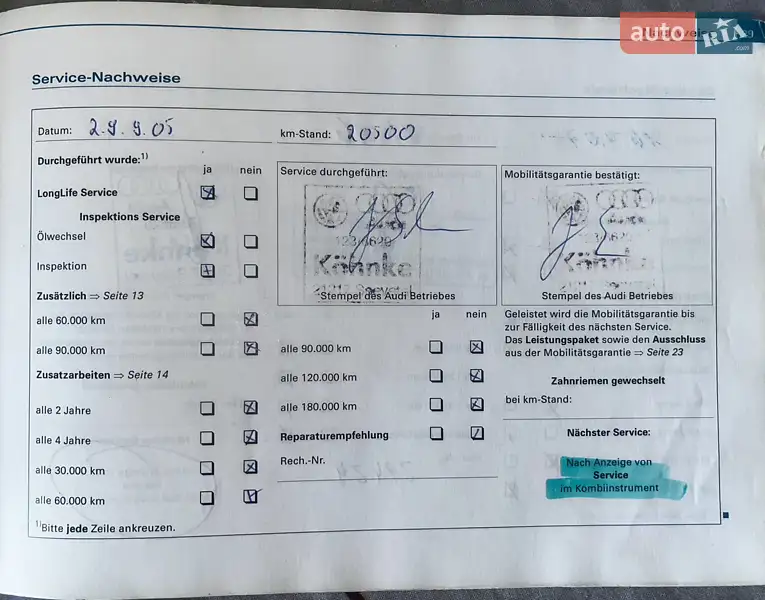 auto RIA .com
Service-Nachweise
Datum: 29.9.05
km-Stand: 20500
Durchgeführt wurde:1)
ja nein
LongLife Service
Inspektions Service
Ölwechsel
Inspektion
Zusätzlich ⇒ Seite 13
alle 60.000 km
alle 90.000 km
Zusatzarbeiten ⇒ Seite 14
alle 2 Jahre
alle 4 Jahre
alle 30.000 km
alle 60.000 km
1)Bitte jede Zeile ankreuzen.
Service durchgeführt:
Köhnke
Stempel des Audi Betriebes
ja nein
alle 90.000 km
alle 120.000 km
alle 180.000 km
Reparaturempfehlung
Rech.-Nr.
Mobilitätsgarantie bestätigt:
Köhnke
Stempel des Audi Betriebes
Geleistet wird die Mobilitätsgarantie bis
zur Fälligkeit des nächsten Service.
Das Leistungspaket sowie den Ausschluss
aus der Mobilitätsgarantie ⇒ Seite 23
Zahnriemen gewechselt
bei km-Stand:
Nächster Service:
Nach Anzeige von
Service
im Kombiinstrument